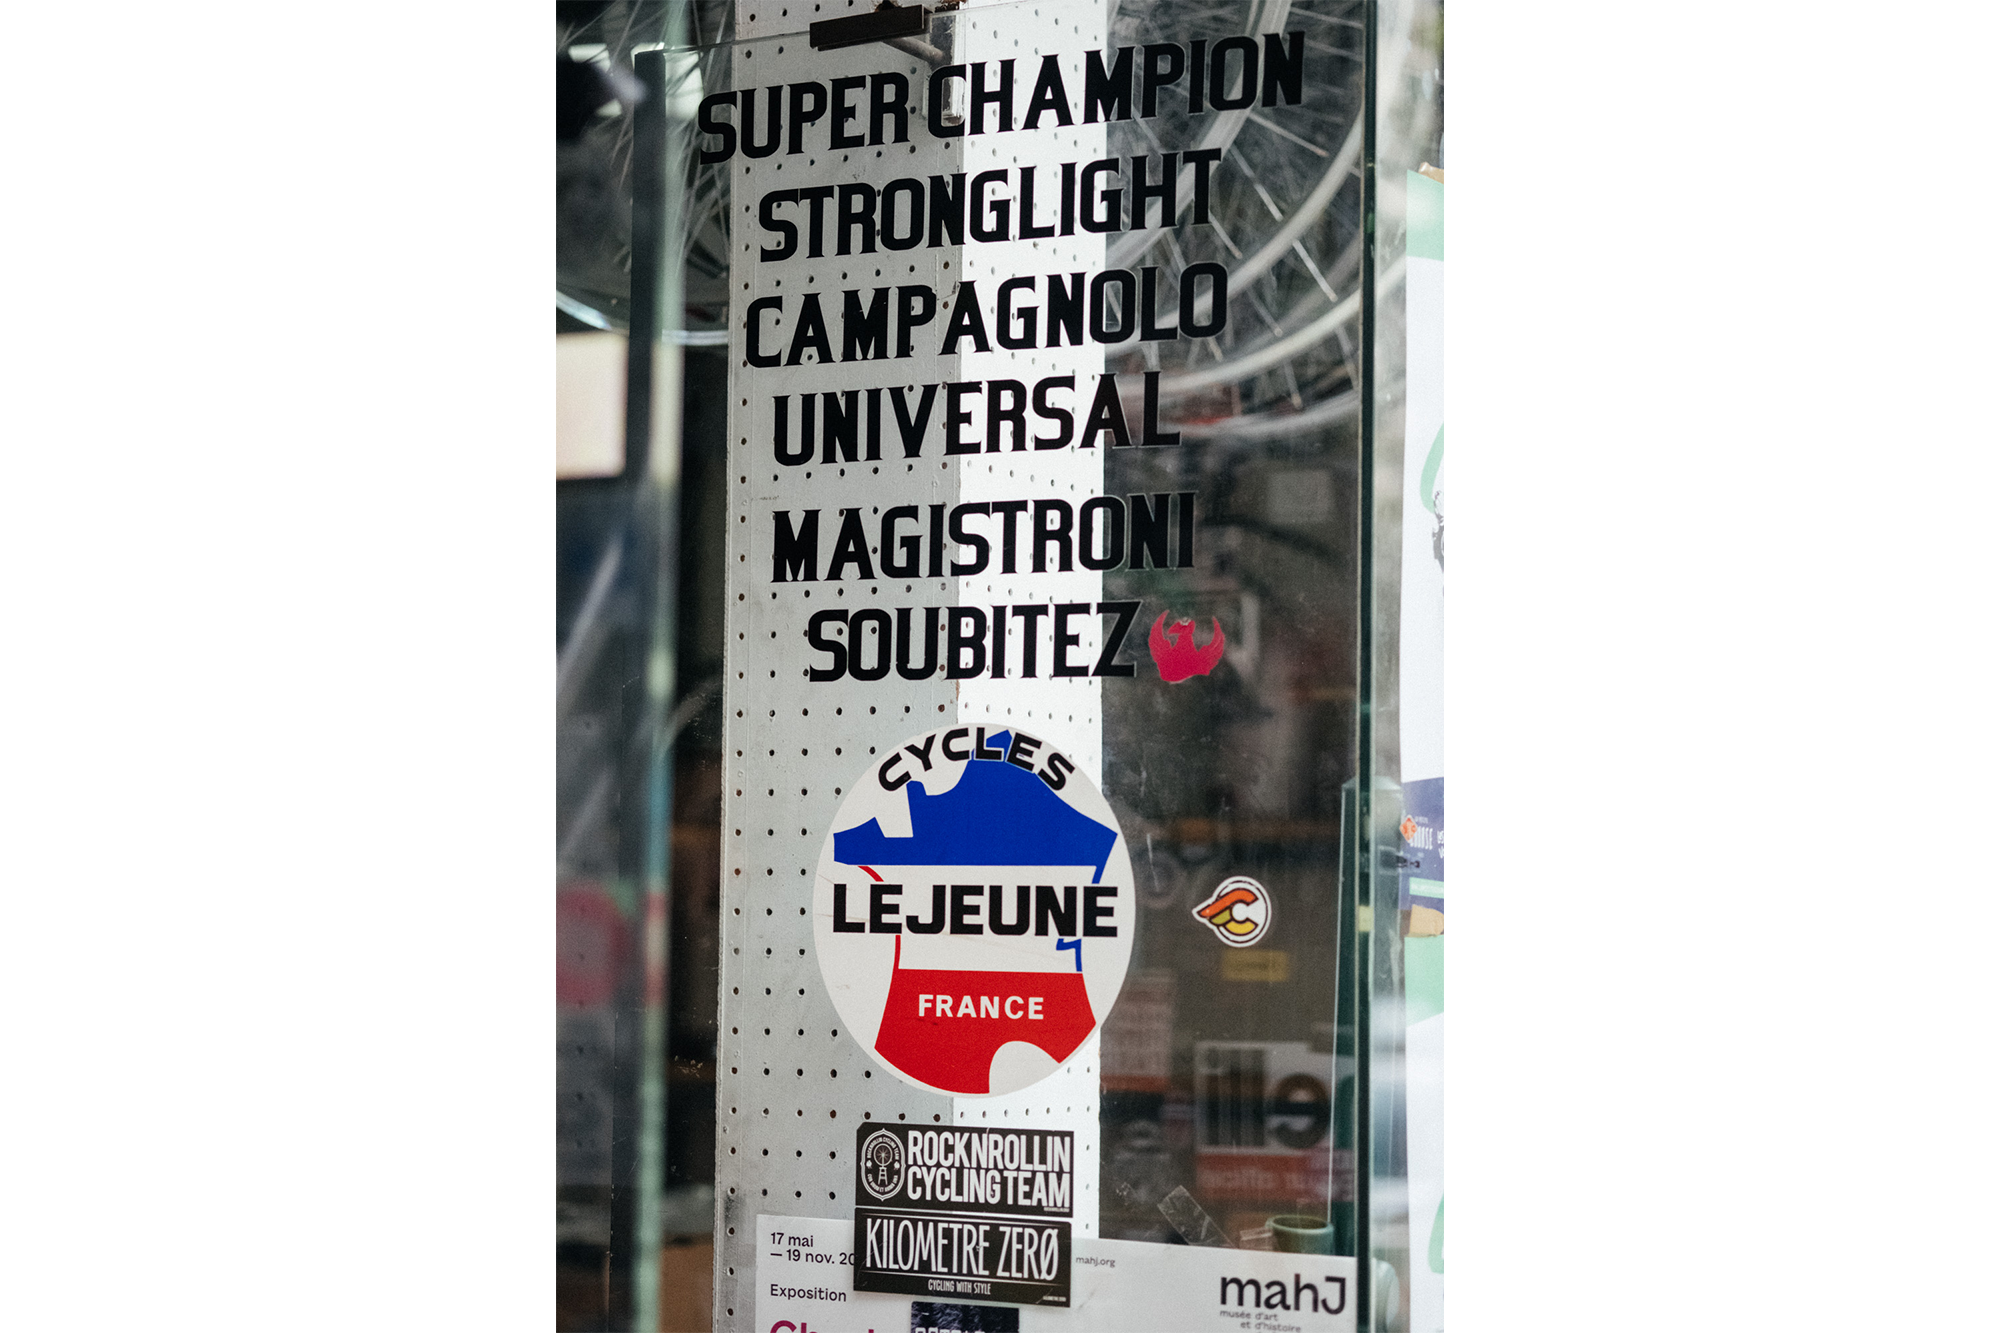 SUPER CHAMPION
STRONGLIGHT
CAMPAGNOLO
UNIVERSAL
MAGISTRONI
SOUBITEZ
CYCLES
LEJEUNE
FRANCE
C
ROCKNROLLIN
CYCLING TEAM
KILOMETRE ZERØ
CYCLING WITH STYLE
17 mai
— 19 nov. 20
mahj.org
Exposition
mahJ
musée d'art
et d'histoire